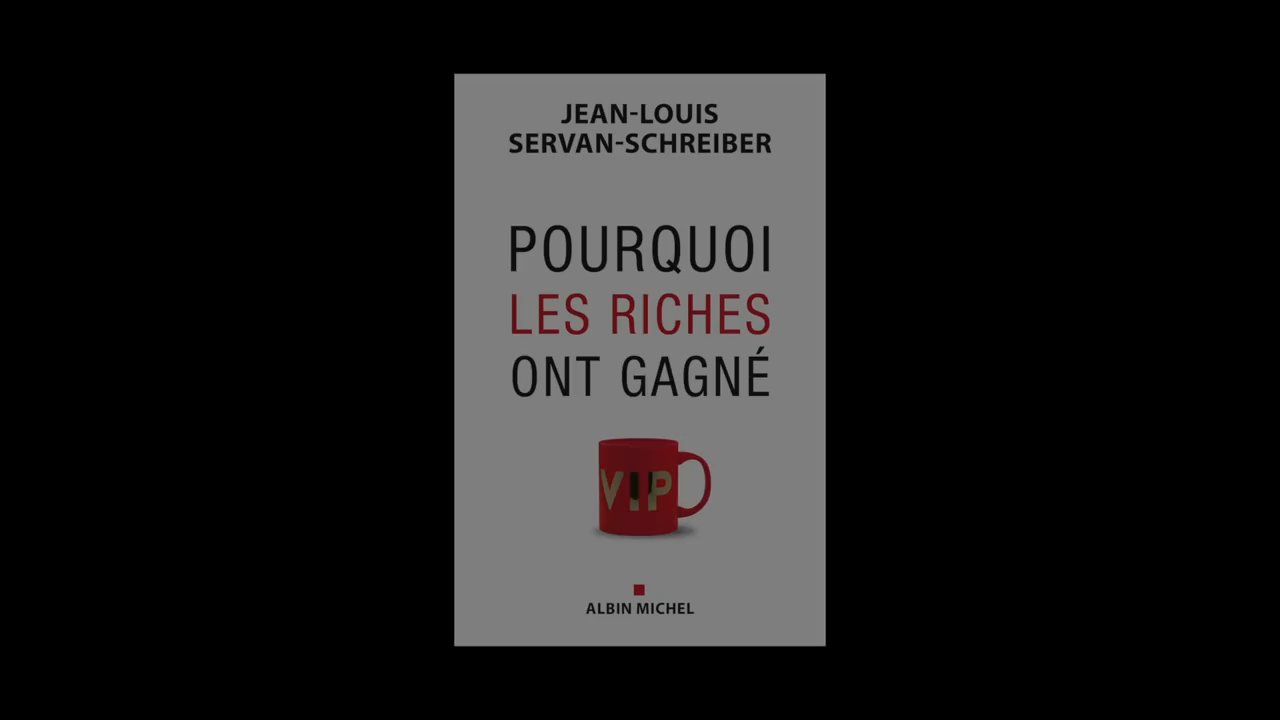 JEAN-LOUIS
SERVAN-SCHREIBER
POURQUOI
LES RICHES
ONT GAGNÉ
VIP
ALBIN MICHEL